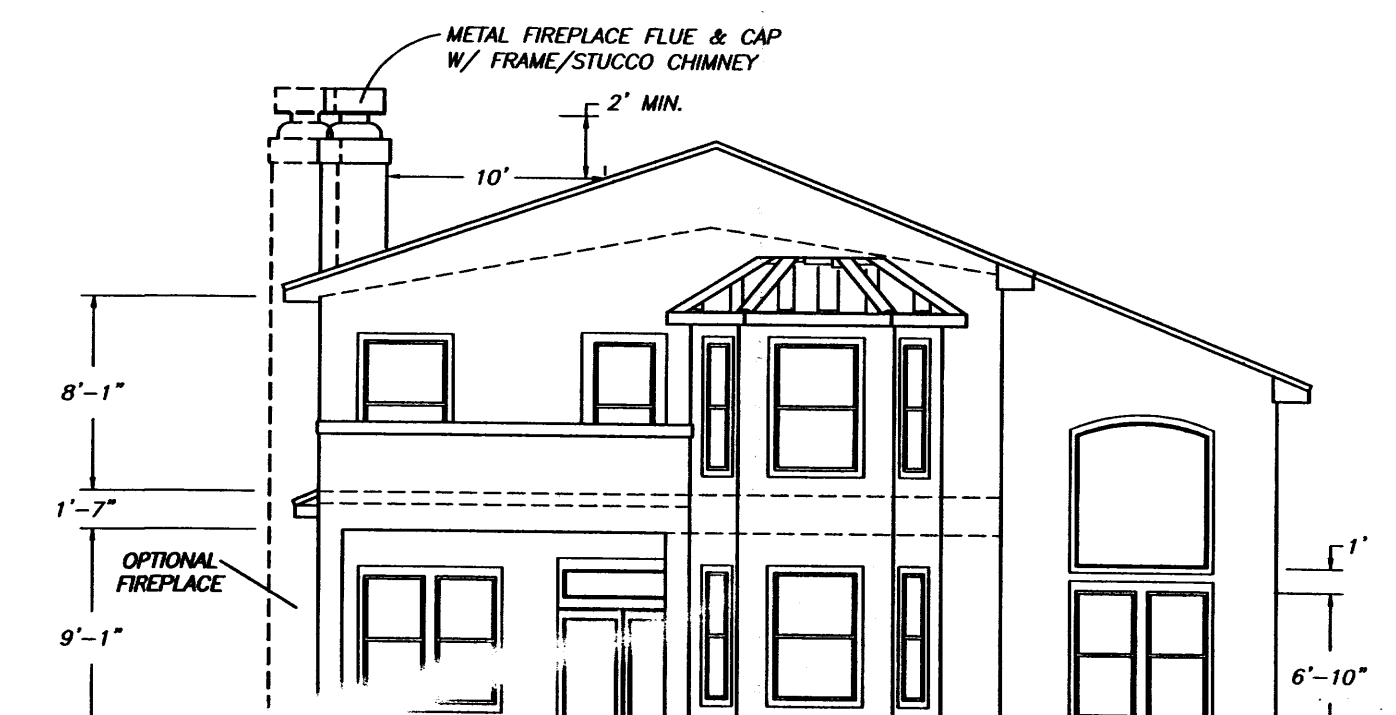 METAL FIREPLACE FLUE & CAP
W/ FRAME/STUCCO CHIMNEY
2' MIN.
10'
8'-1"
1'-7"
OPTIONAL
FIREPLACE
9'-1"
1'
6'-10"